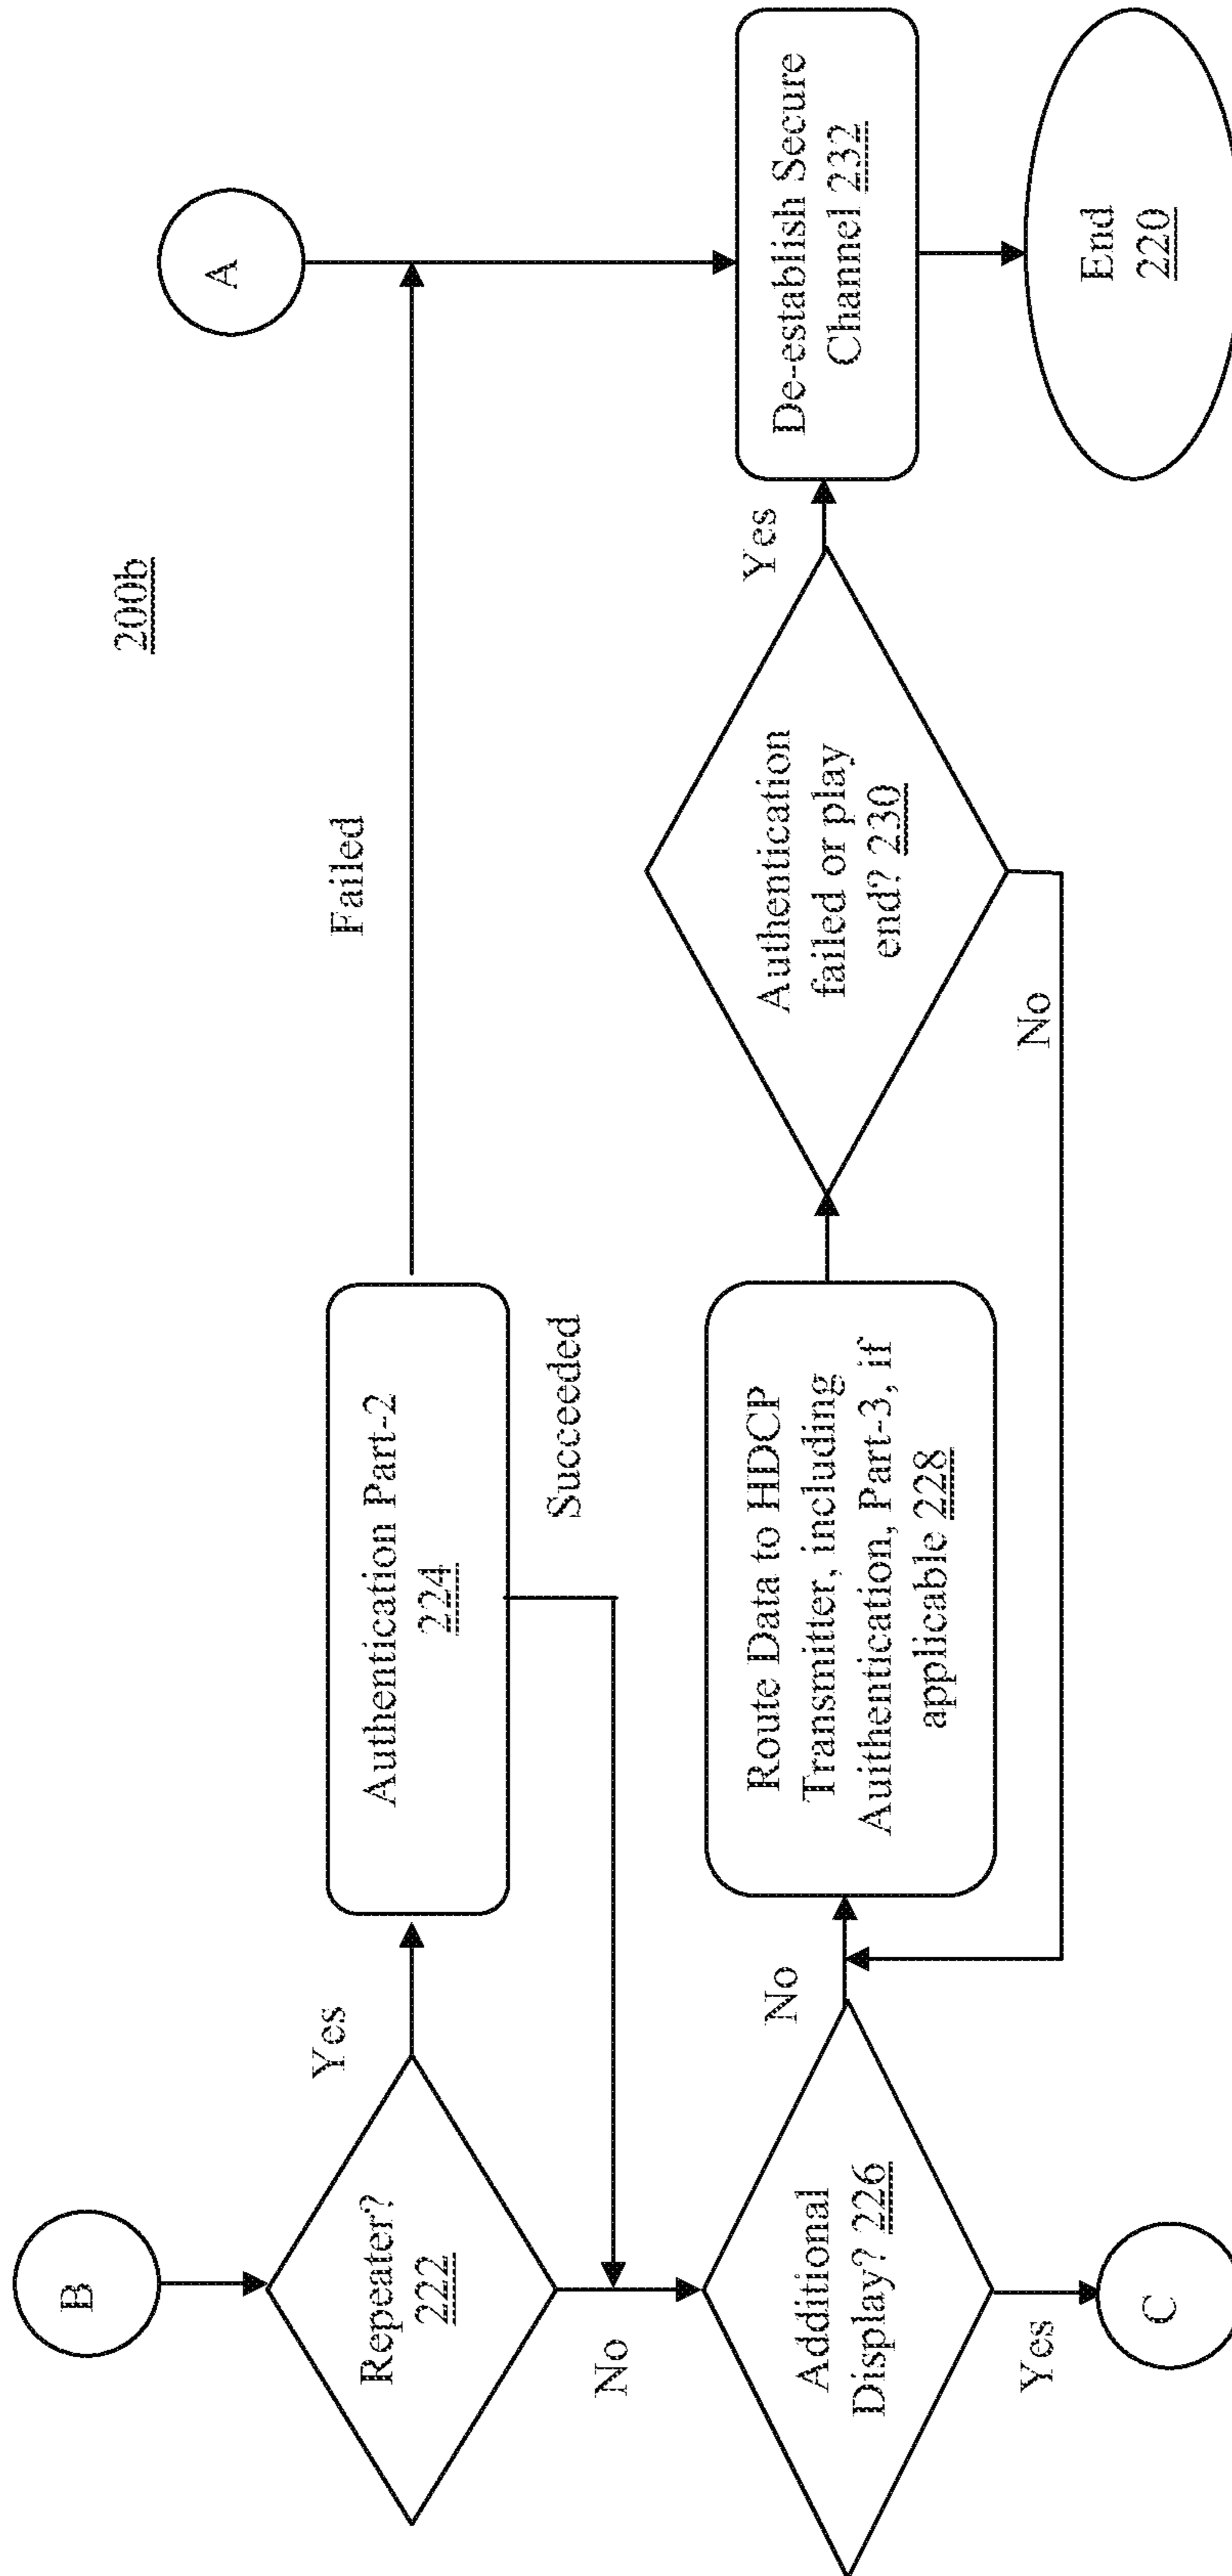 200b
B
A
Repeater?
222
Yes
Authentication Part-2
224
Failed
Succeeded
No
Additional
Display? 226
No
Route Data to HDCP
Transmitter, including
Auithentication, Part-3, if
applicable 228
Authentication
failed or play
end? 230
Yes
De-establish Secure
Channel 232
No
Yes
C
End
220